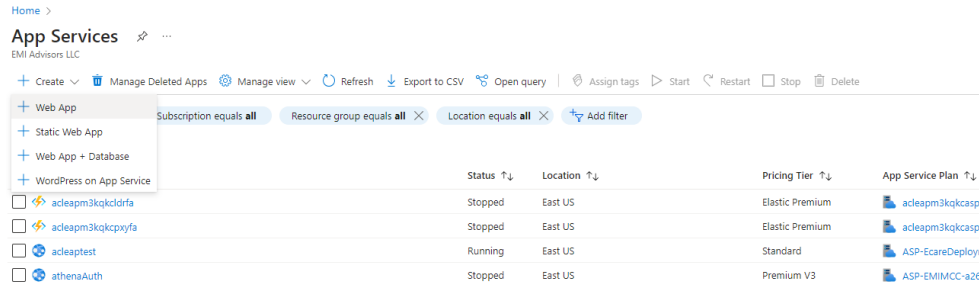 Home >
App Services
...
EMI Advisors LLC
+ Create Manage Deleted Apps Manage view Refresh Export to CSV Open query Assign tags Start Restart Stop Delete
+ Web App
Subscription equals all Resource group equals all × Location equals all × Add filter
+ Static Web App
+ Web App + Database
+ WordPress on App Service
Status ↑↓ Location ↑↓ Pricing Tier ↑↓ App Service Plan ↑↓
acleapm3kqkcldrfa Stopped East US Elastic Premium acleapm3kqkcasp
acleapm3kqkcpxyfa Stopped East US Elastic Premium acleapm3kqkcasp
acleaptest Running East US Standard ASP-EcareDeploy
athenaAuth Stopped East US Premium V3 ASP-EMIMCC-a26